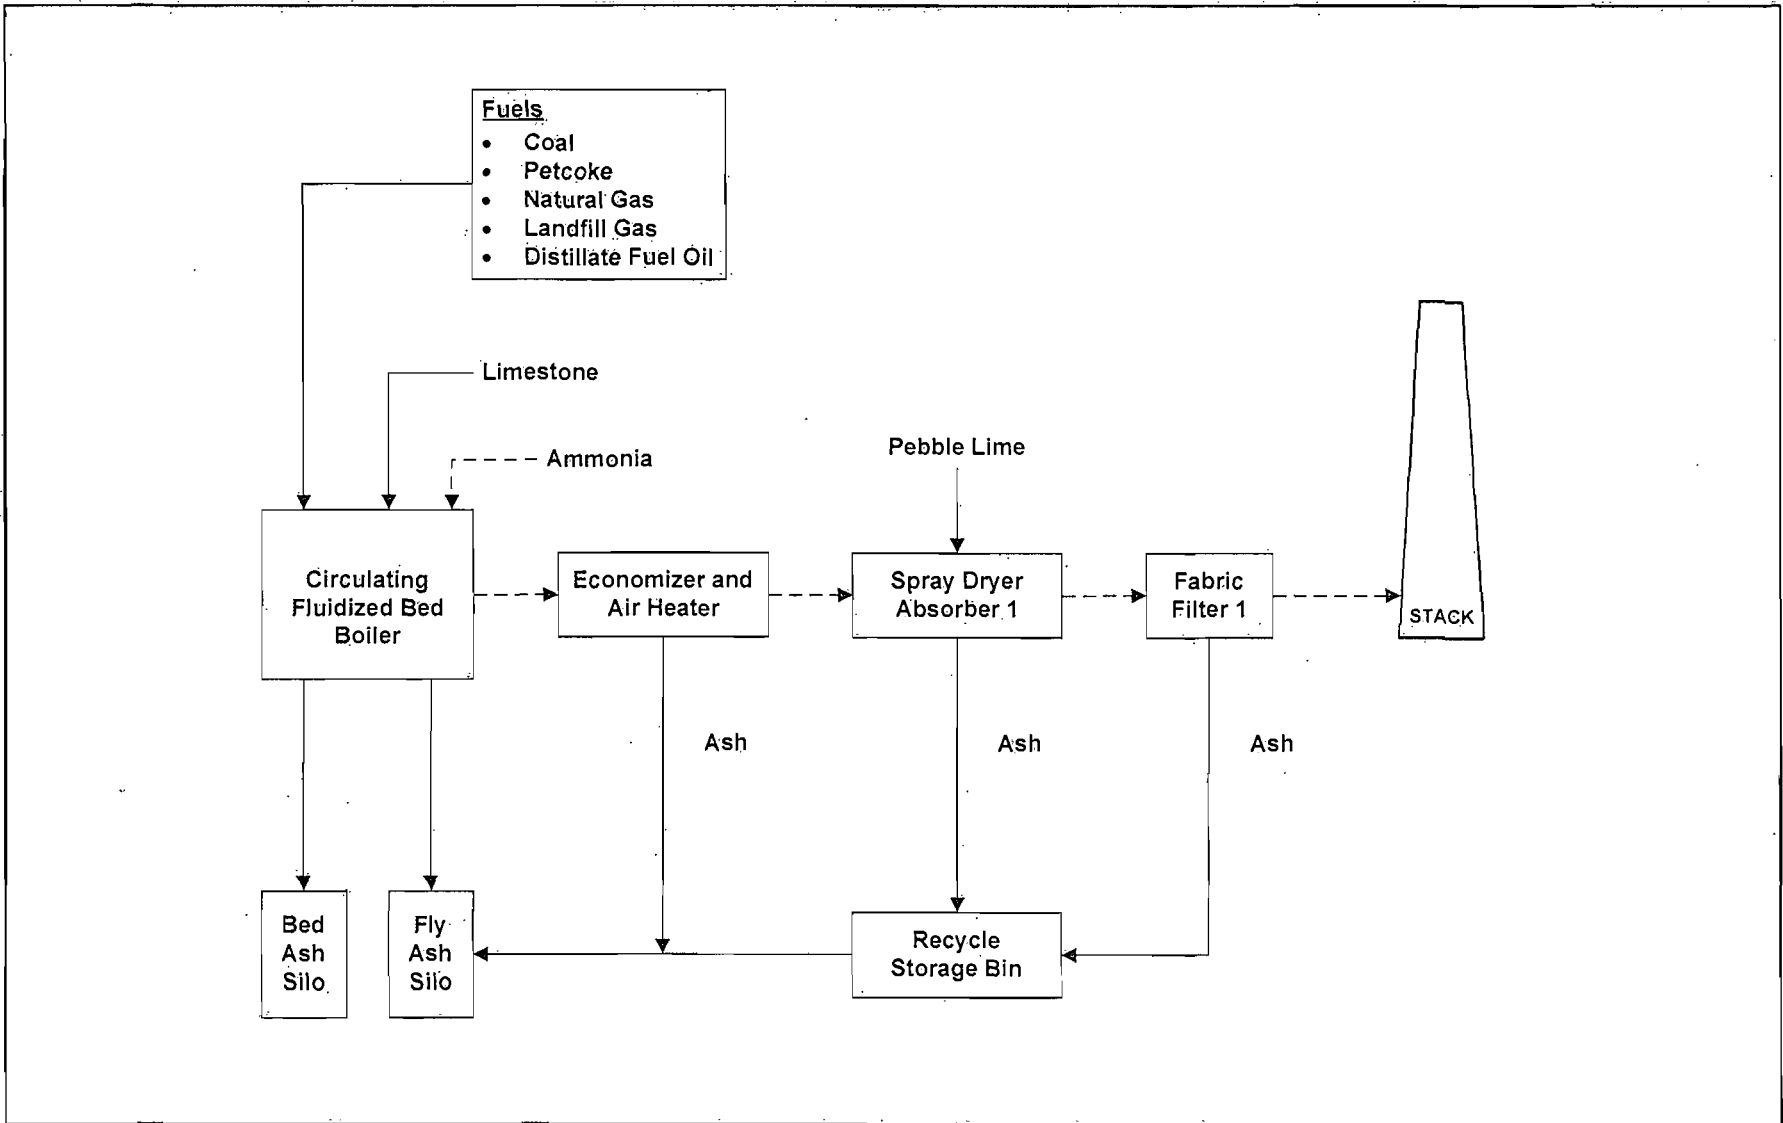 Fuels
• Coal
• Petcoke
• Natural Gas
• Landfill Gas
• Distillate Fuel Oil
Limestone
Ammonia
Pebble Lime
Circulating
Fluidized Bed
Boiler
Economizer and
Air Heater
Spray Dryer
Absorber 1
Fabric
Filter 1
STACK
Ash
Ash
Ash
Bed
Ash
Silo
Fly
Ash
Silo
Recycle
Storage Bin